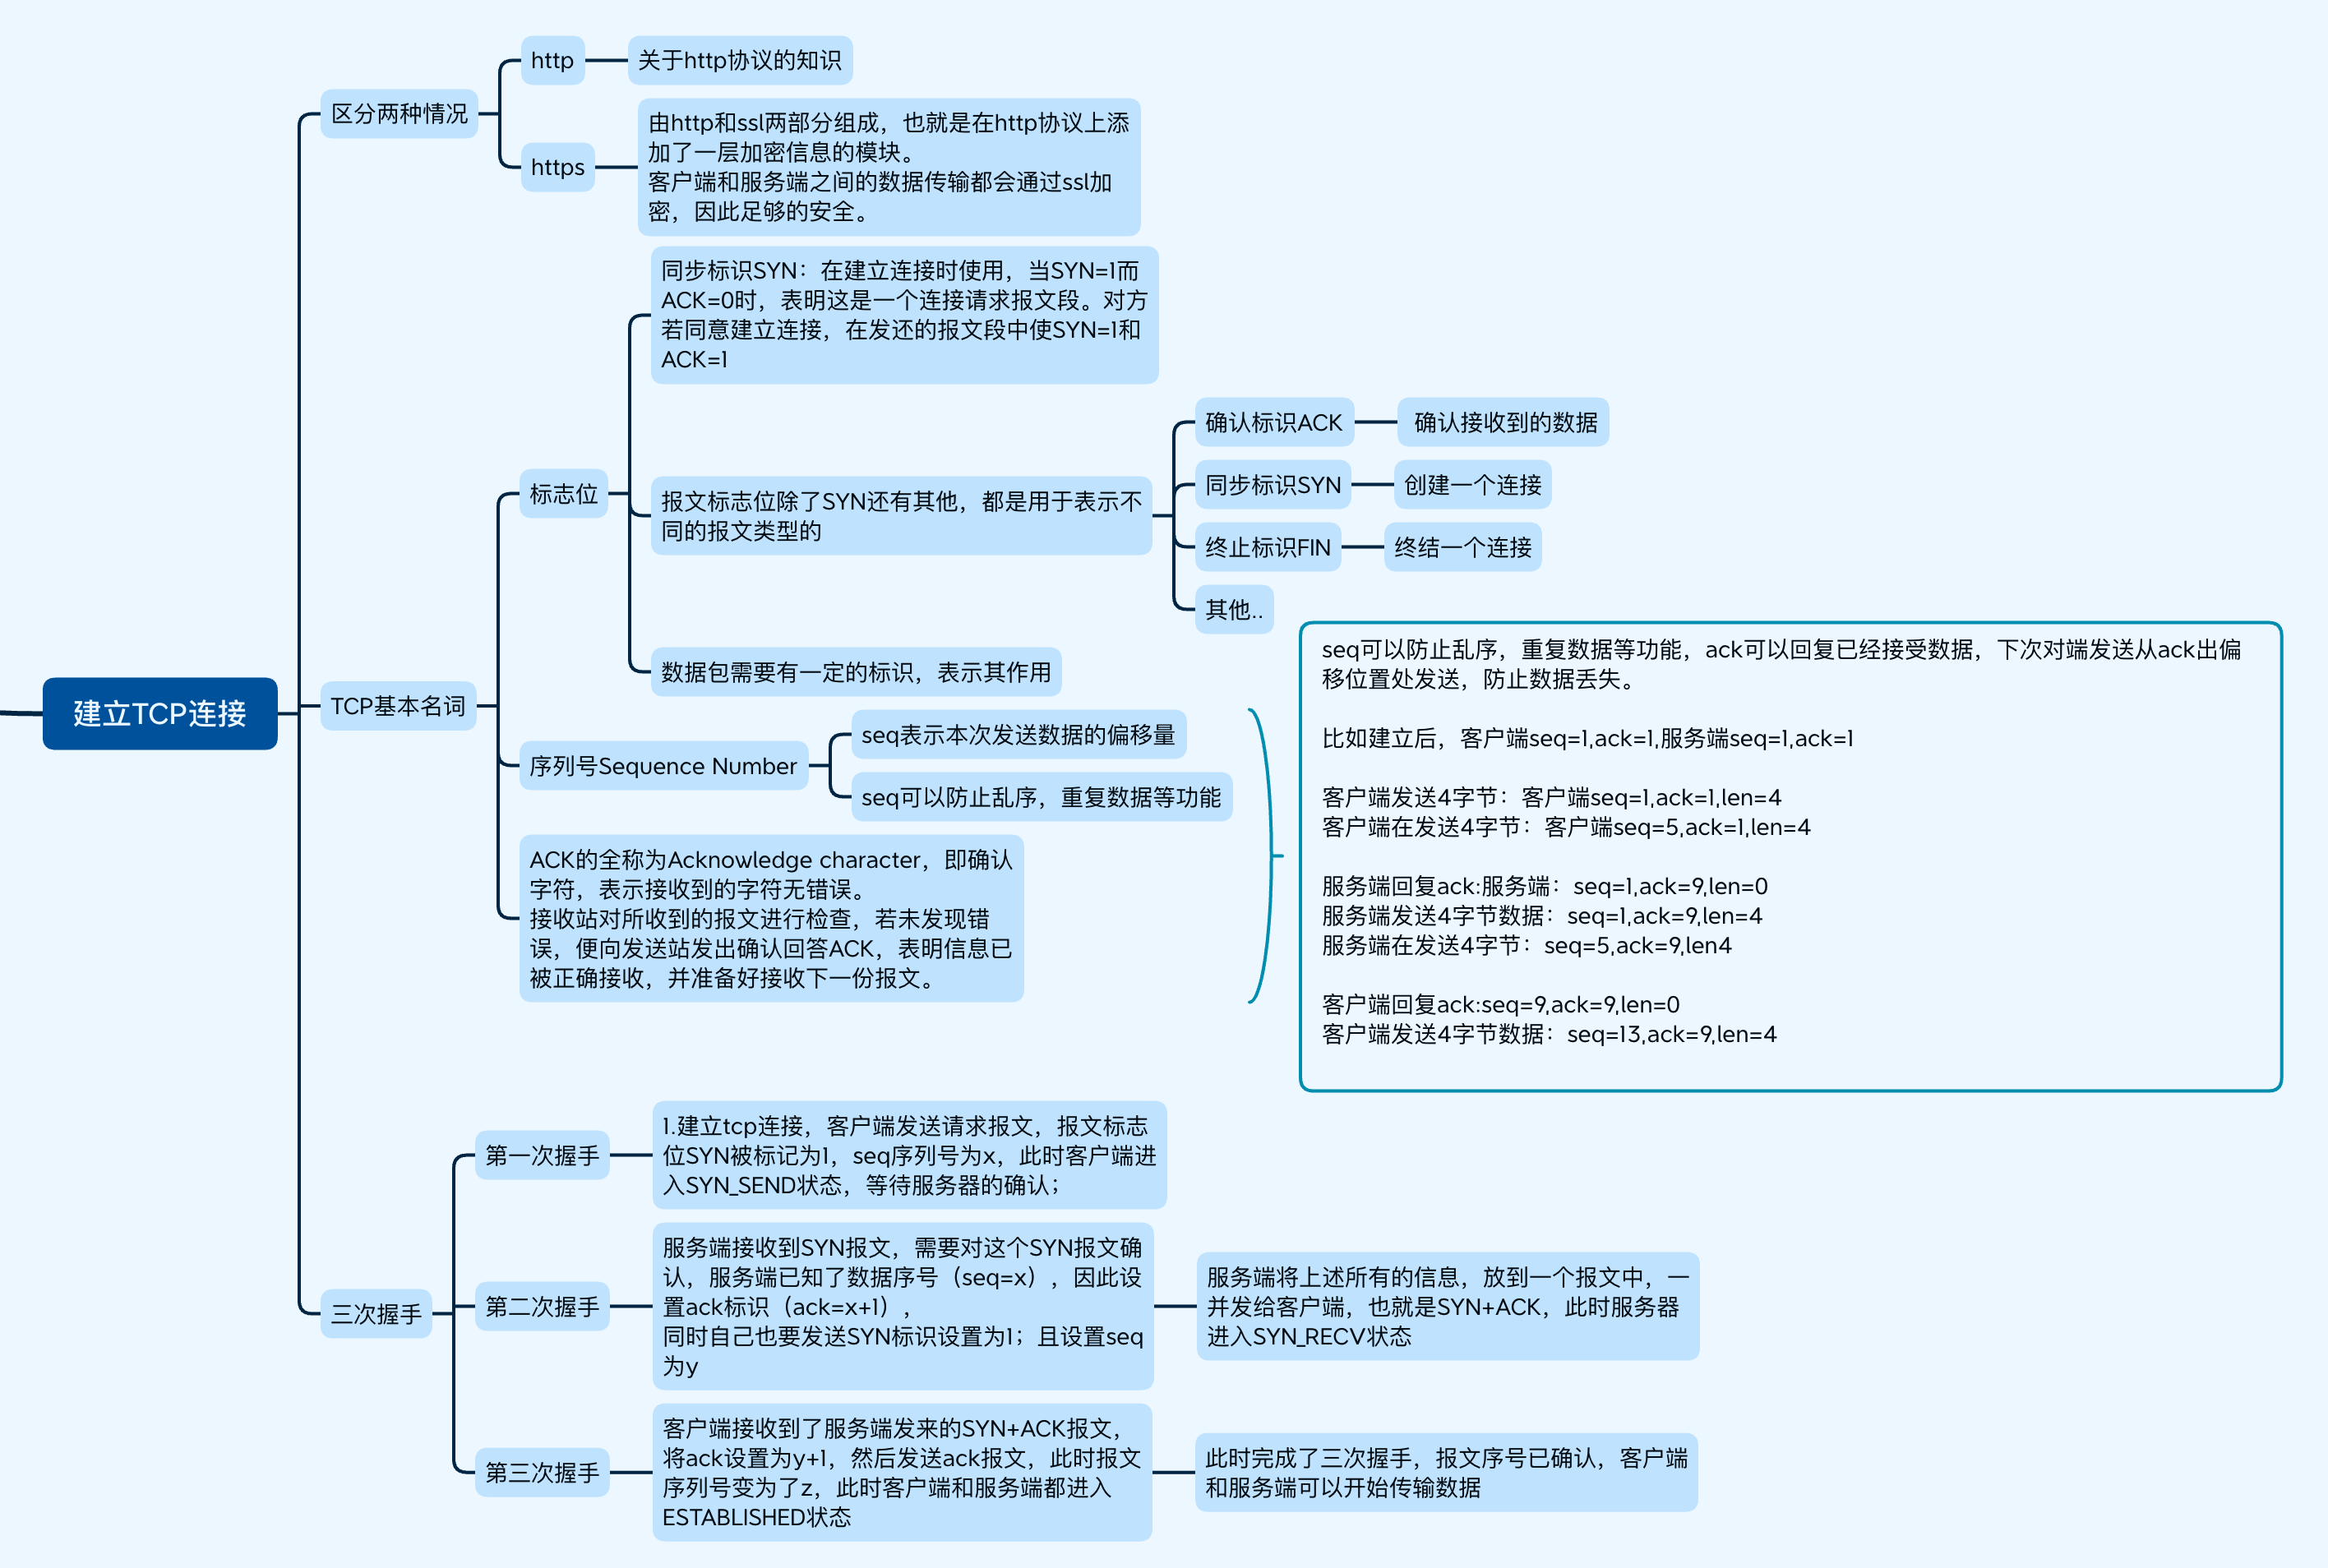 建立TCP连接
区分两种情况
http
关于http协议的知识
https
由http和ssl两部分组成，也就是在http协议上添
加了一层加密信息的模块。
客户端和服务端之间的数据传输都会通过ssl加
密，因此足够的安全。
TCP基本名词
标志位
同步标识SYN：在建立连接时使用，当SYN=1而
ACK=0时，表明这是一个连接请求报文段。对方
若同意建立连接，在发还的报文段中使SYN=1和
ACK=1
报文标志位除了SYN还有其他，都是用于表示不
同的报文类型的
确认标识ACK
确认接收到的数据
同步标识SYN
创建一个连接
终止标识FIN
终结一个连接
其他..
数据包需要有一定的标识，表示其作用
序列号Sequence Number
seq表示本次发送数据的偏移量
seq可以防止乱序，重复数据等功能
ACK的全称为Acknowledge character，即确认
字符，表示接收到的字符无错误。
接收站对所收到的报文进行检查，若未发现错
误，便向发送站发出确认回答ACK，表明信息已
被正确接收，并准备好接收下一份报文。
seq可以防止乱序，重复数据等功能，ack可以回复已经接受数据，下次对端发送从ack出偏
移位置处发送，防止数据丢失。
比如建立后，客户端seq=1,ack=1,服务端seq=1,ack=1
客户端发送4字节：客户端seq=1,ack=1,len=4
客户端在发送4字节：客户端seq=5,ack=1,len=4
服务端回复ack:服务端：seq=1,ack=9,len=0
服务端发送4字节数据：seq=1,ack=9,len=4
服务端在发送4字节：seq=5,ack=9,len4
客户端回复ack:seq=9,ack=9,len=0
客户端发送4字节数据：seq=13,ack=9,len=4
三次握手
第一次握手
1.建立tcp连接，客户端发送请求报文，报文标志
位SYN被标记为1，seq序列号为x，此时客户端进
入SYN_SEND状态，等待服务器的确认；
第二次握手
服务端接收到SYN报文，需要对这个SYN报文确
认，服务端已知了数据序号（seq=x），因此设
置ack标识（ack=x+1），
同时自己也要发送SYN标识设置为1；且设置seq
为y
服务端将上述所有的信息，放到一个报文中，一
并发给客户端，也就是SYN+ACK，此时服务器
进入SYN_RECV状态
第三次握手
客户端接收到了服务端发来的SYN+ACK报文，
将ack设置为y+1，然后发送ack报文，此时报文
序列号变为了z，此时客户端和服务端都进入
ESTABLISHED状态
此时完成了三次握手，报文序号已确认，客户端
和服务端可以开始传输数据